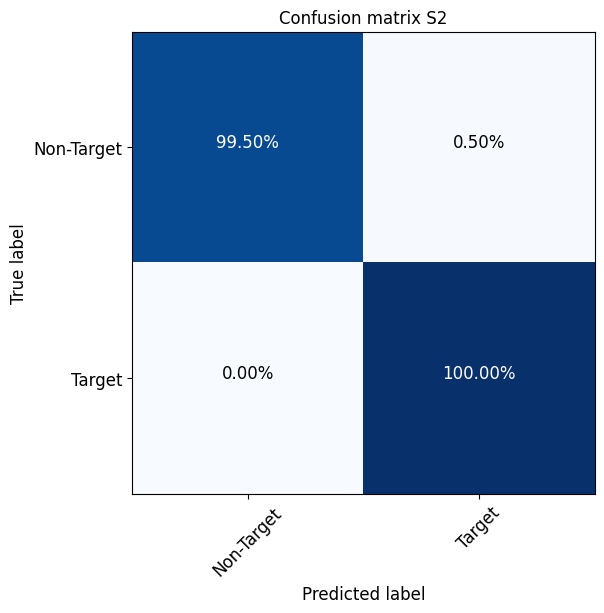 Confusion matrix S2
True label
Non-Target
99.50%
0.50%
Target
0.00%
100.00%
Non-Target
Target
Predicted label